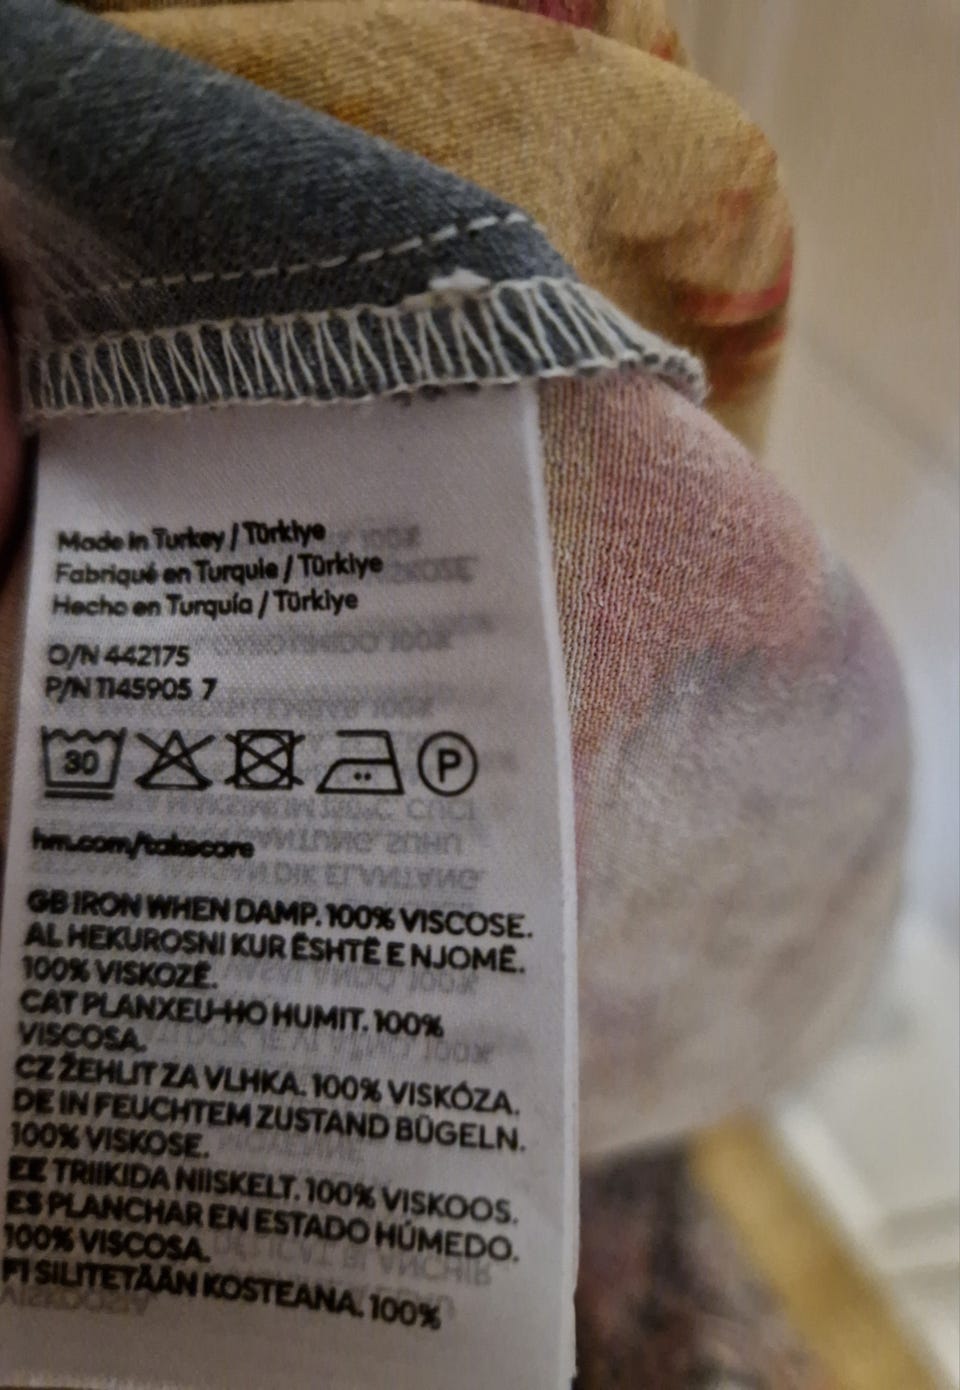 Made in Turkey / Türkiye
Fabriqué en Turquie / Türkiye
Hecho en Turquía / Türkiye
O/N 442175
P/N 1145905 7
30 P
hm.com/takecare
GB IRON WHEN DAMP. 100% VISCOSE.
AL HEKUROSNI KUR ËSHTË E NJOMË.
100% VISKOZË.
CAT PLANXEU-HO HUMIT. 100%
VISCOSA.
CZ ŽEHLIT ZA VLHKA. 100% VISKÓZA.
DE IN FEUCHTEM ZUSTAND BÜGELN.
100% VISKOSE.
EE TRIIKIDA NIISKELT. 100% VISKOOS.
ES PLANCHAR EN ESTADO HÚMEDO.
100% VISCOSA.
FI SILITETÄÄN KOSTEANA. 100%